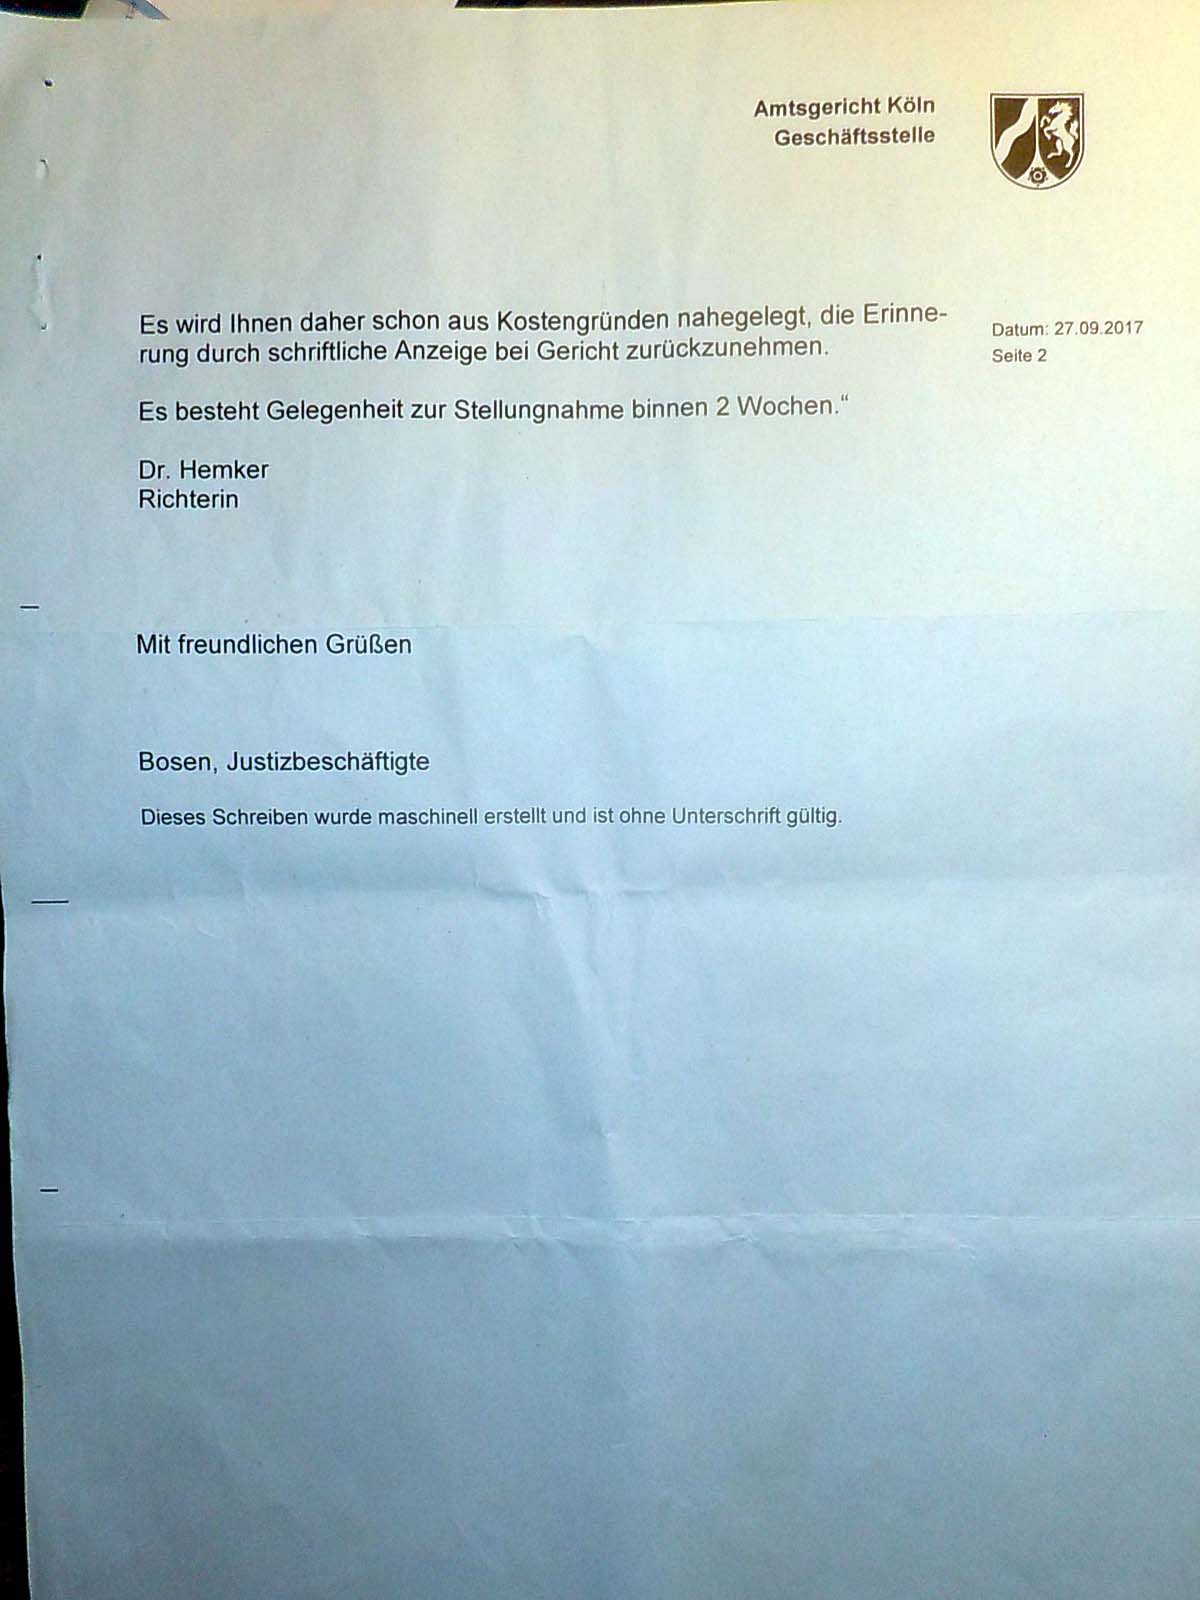 Amtsgericht Köln
Geschäftsstelle
Es wird Ihnen daher schon aus Kostengründen nahegelegt, die Erinne-
rung durch schriftliche Anzeige bei Gericht zurückzunehmen.
Datum: 27.09.2017
Seite 2
Es besteht Gelegenheit zur Stellungnahme binnen 2 Wochen.“
Dr. Hemker
Richterin
Mit freundlichen Grüßen
Bosen, Justizbeschäftigte
Dieses Schreiben wurde maschinell erstellt und ist ohne Unterschrift gültig.